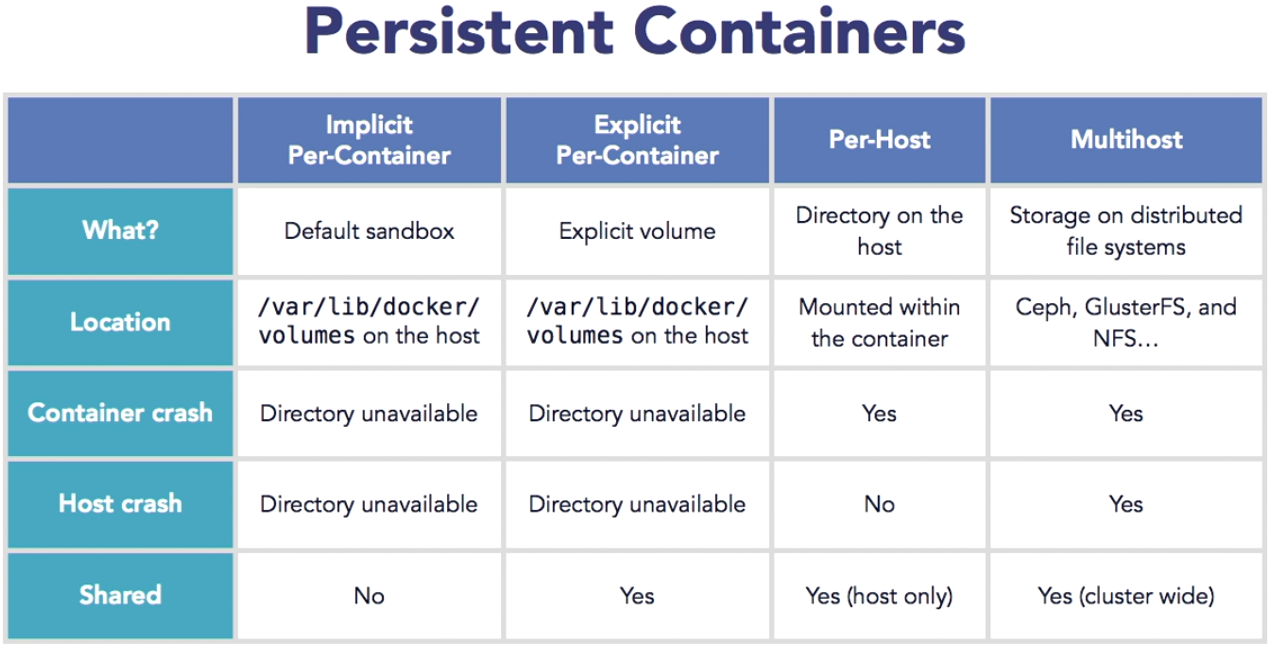 Persistent Containers
Implicit
Per-Container
Explicit
Per-Container
Per-Host
Multihost
What?
Default sandbox
Explicit volume
Directory on the
host
Storage on distributed
file systems
Location
/var/lib/docker/
volumes on the host
/var/lib/docker/
volumes on the host
Mounted within
the container
Ceph, GlusterFS, and
NFS...
Container crash
Directory unavailable
Directory unavailable
Yes
Yes
Host crash
Directory unavailable
Directory unavailable
No
Yes
Shared
No
Yes
Yes (host only)
Yes (cluster wide)